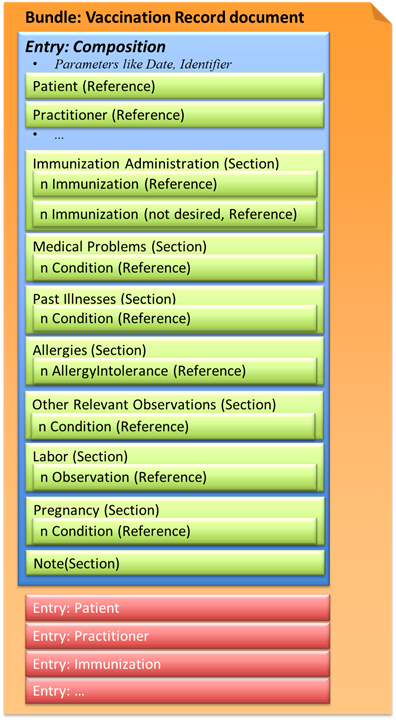 Bundle: Vaccination Record document
Entry: Composition
• Parameters like Date, Identifier
Patient (Reference)
Practitioner (Reference)
• ...
Immunization Administration (Section)
n Immunization (Reference)
n Immunization (not desired, Reference)
Medical Problems (Section)
n Condition (Reference)
Past Illnesses (Section)
n Condition (Reference)
Allergies (Section)
n AllergyIntolerance (Reference)
Other Relevant Observations (Section)
n Condition (Reference)
Labor (Section)
n Observation (Reference)
Pregnancy (Section)
n Condition (Reference)
Note(Section)
Entry: Patient
Entry: Practitioner
Entry: Immunization
Entry: ...